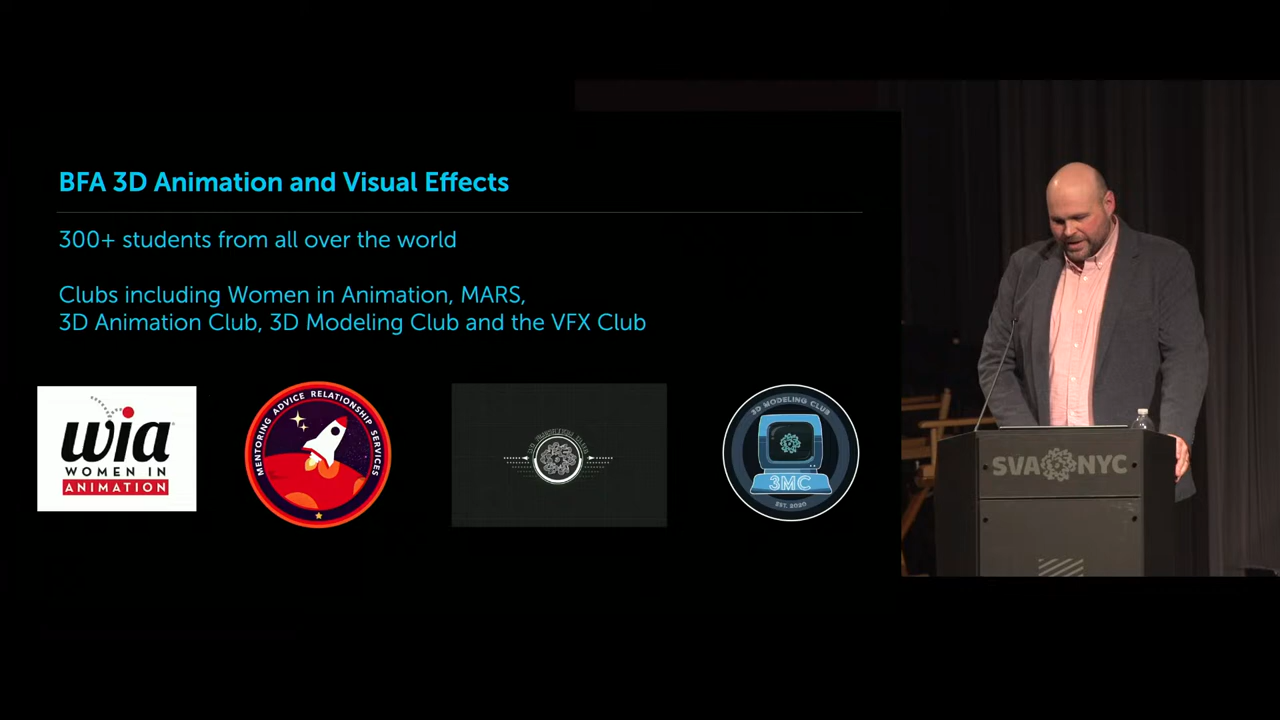 BFA 3D Animation and Visual Effects
300+ students from all over the world
Clubs including Women in Animation, MARS,
3D Animation Club, 3D Modeling Club and the VFX Club
wia
WOMEN IN
ANIMATION
MENTORING ADVICE RELATIONSHIP SERVICES
3D MODELING CLUB
3MC
EST. 2020
SVA NYC